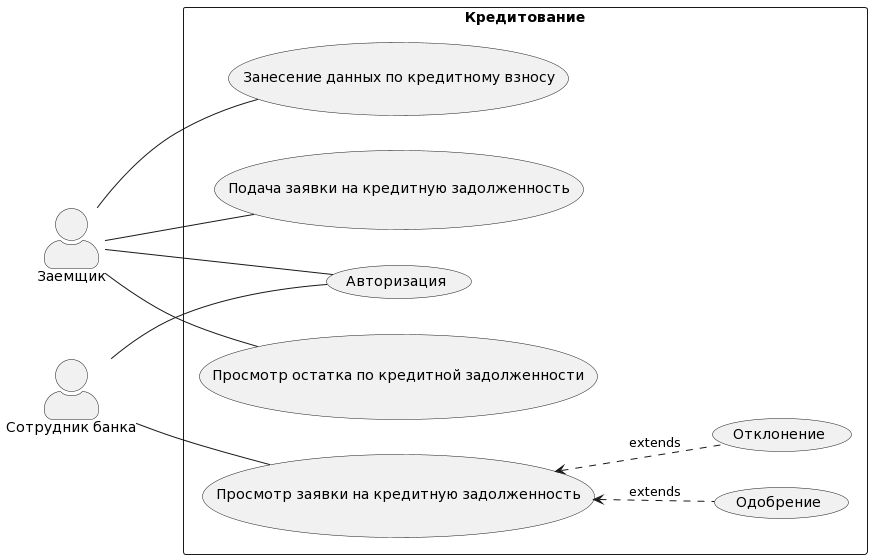 Кредитование
Занесение данных по кредитному взносу
Подача заявки на кредитную задолженность
Заемщик
Авторизация
Просмотр остатка по кредитной задолженности
Сотрудник банка
Отклонение
extends
Просмотр заявки на кредитную задолженность
extends
Одобрение